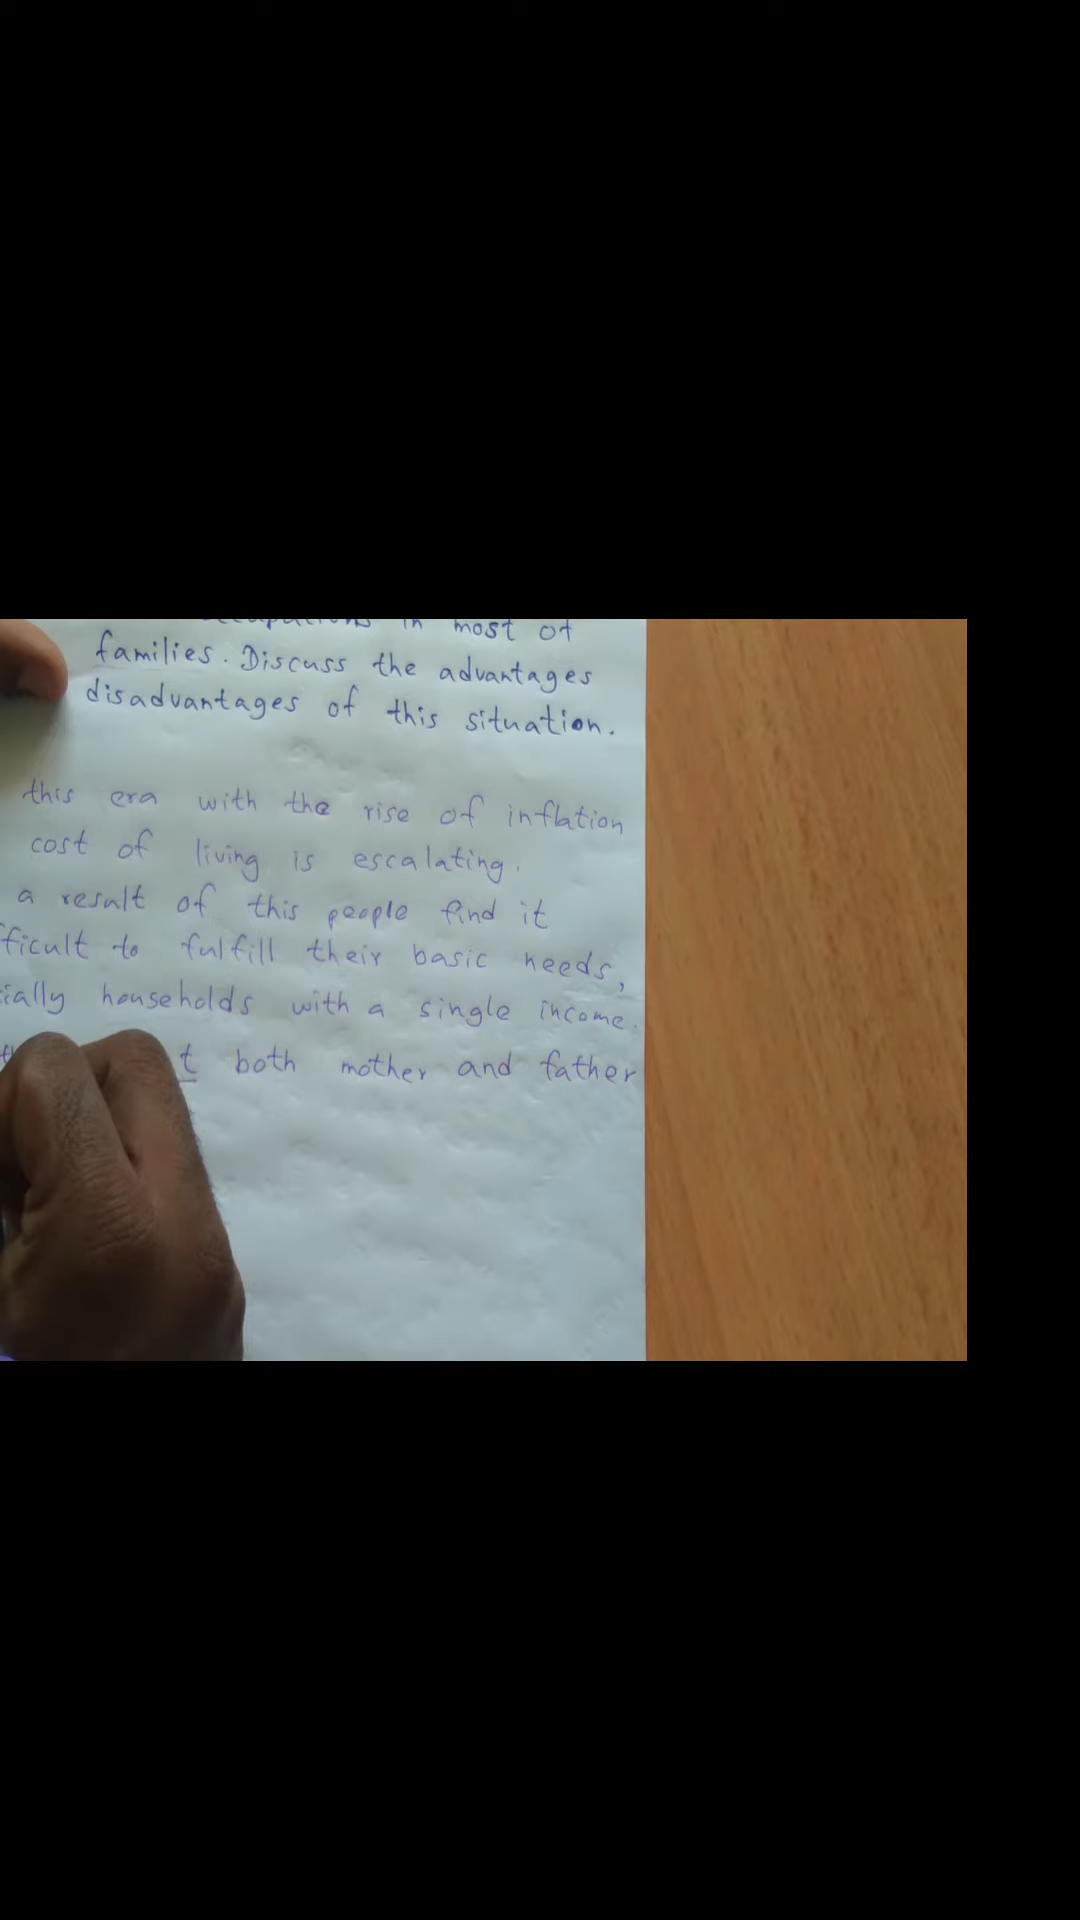 in most of
families. Discuss the advantages
disadvantages of this situation.
this era with the rise of inflation
cost of living is escalating.
a result of this people find it
ficult to fulfill their basic needs,
ially households with a single income.
t both mother and father